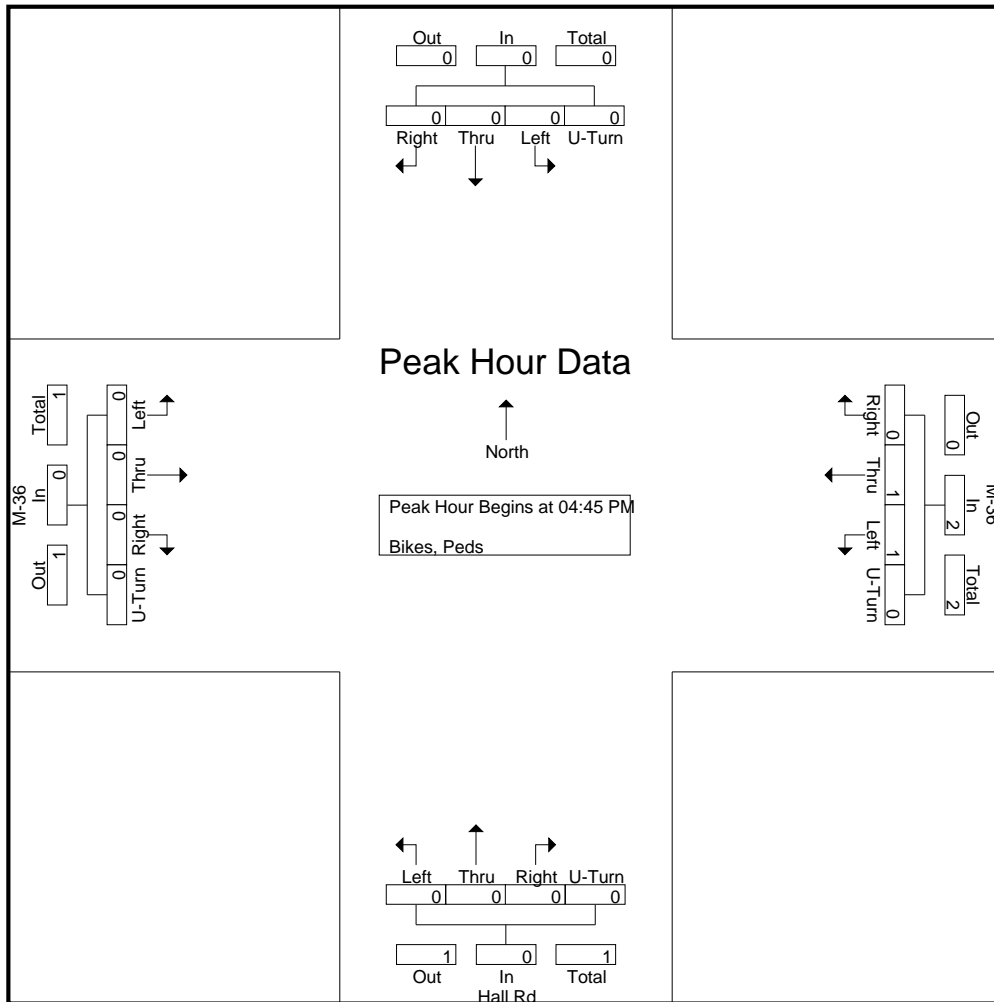 Out In Total
0 0 0
0 0 0 0
Right Thru Left U-Turn
Peak Hour Data
North
Peak Hour Begins at 04:45 PM
Bikes, Peds
M-36
Total In Out
1 0 1
0 0 0 0
Left Thru Right U-Turn
Right Thru Left U-Turn
0 1 1 0
Out In Total
0 2 2
M-36
Left Thru Right U-Turn
0 0 0 0
1 0 1
Out In Total
Hall Rd